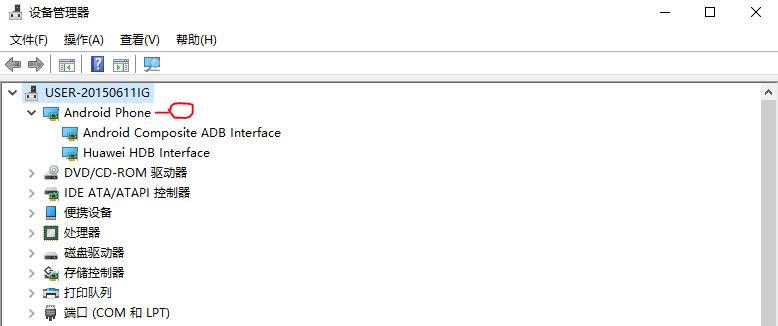 设备管理器
文件(F) 操作(A) 查看(V) 帮助(H)
USER-20150611IG
Android Phone
Android Composite ADB Interface
Huawei HDB Interface
DVD/CD-ROM 驱动器
IDE ATA/ATAPI 控制器
便携设备
处理器
磁盘驱动器
存储控制器
打印队列
端口 (COM 和 LPT)